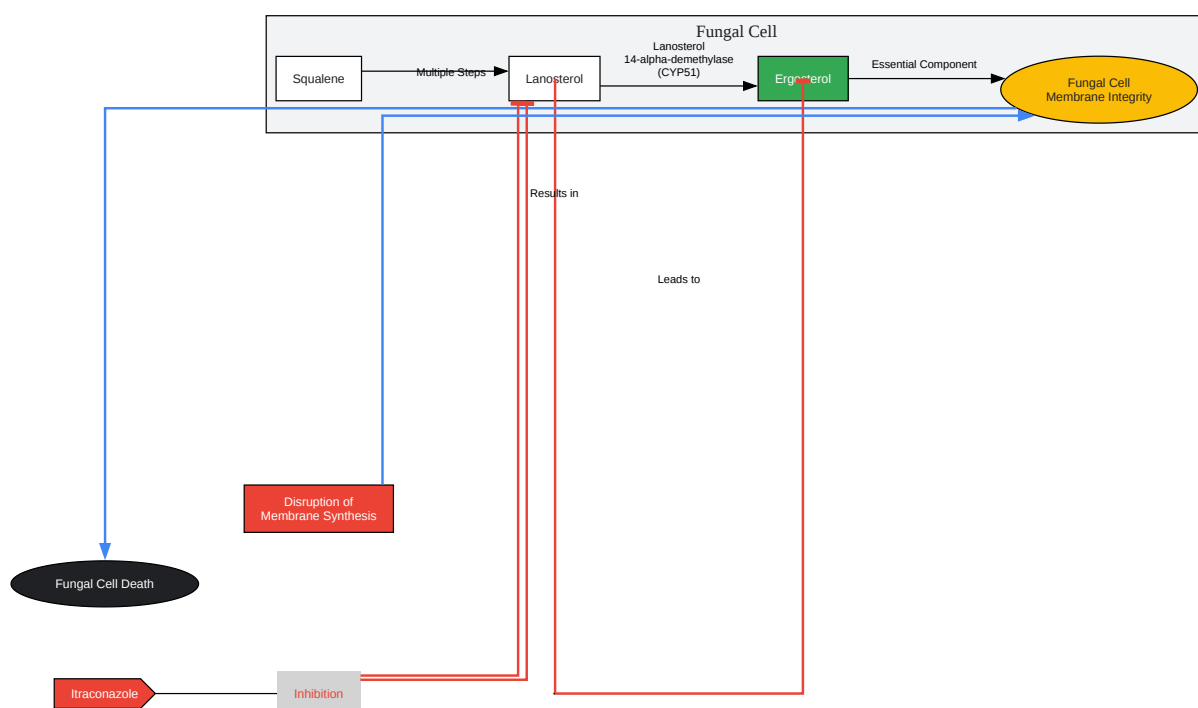 Fungal Cell
Squalene
Multiple Steps
Lanosterol
Lanosterol
14-alpha-demethylase
(CYP51)
Ergosterol
Essential Component
Fungal Cell
Membrane Integrity
Results in
Leads to
Disruption of
Membrane Synthesis
Fungal Cell Death
Itraconazole
Inhibition